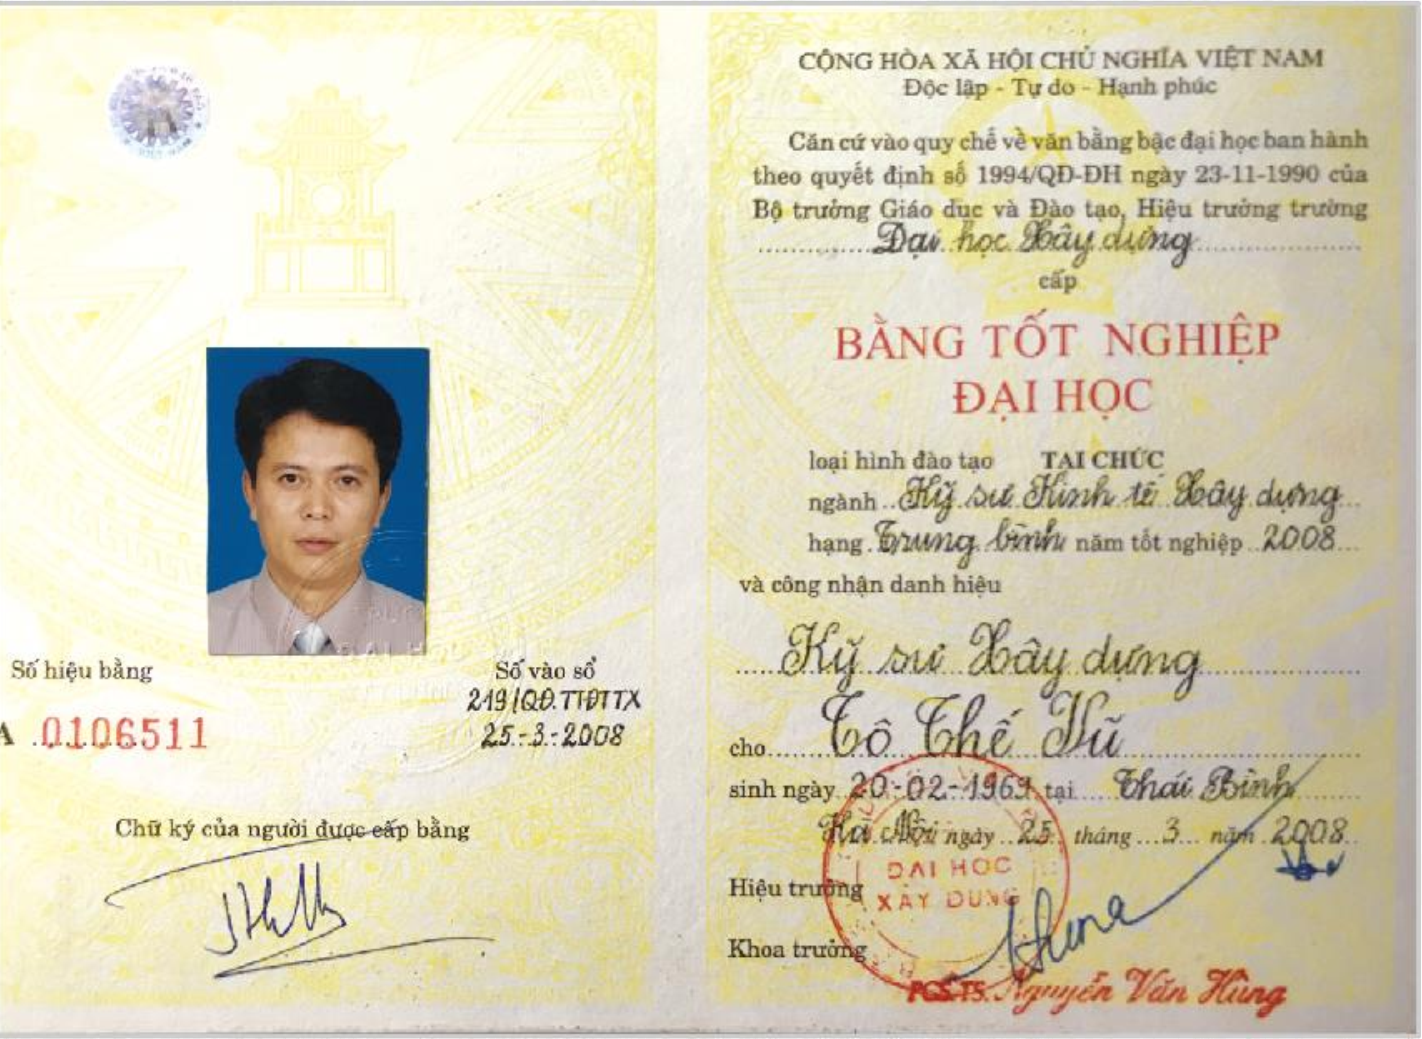 CỘNG HÒA XÃ HỘI CHỦ NGHĨA VIỆT NAM
Độc lập - Tự do - Hạnh phúc
Căn cứ vào quy chế về văn bằng bậc đại học ban hành
theo quyết định số 1994/QĐ-ĐH ngày 23-11-1990 của
Bộ trưởng Giáo dục và Đào tạo, Hiệu trưởng trường
Đại học Xây dựng
cấp
BẰNG TỐT NGHIỆP
ĐẠI HỌC
loại hình đào tạo TẠI CHỨC
ngành Kỹ sư Kinh tế Xây dựng
hạng Trung bình năm tốt nghiệp 2008
và công nhận danh hiệu
Kỹ sư Xây dựng
cho Tô Thế Vũ
sinh ngày 20-02-1969 tại Thái Bình
Hà Nội ngày 25 tháng 3 năm 2008
Hiệu trưởng
Khoa trưởng
ĐẠI HỌC
XÂY DỰNG
PGS.TS. Nguyễn Văn Hùng
Số hiệu bằng
A 0106511
Số vào sổ
219/QĐ.TTĐTTX
25-3-2008
Chữ ký của người được cấp bằng